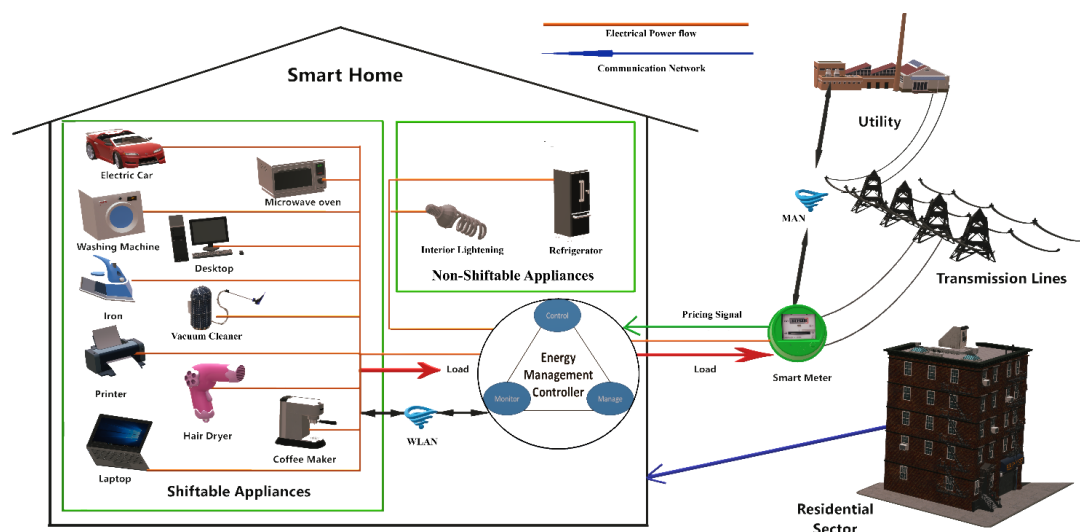 Electrical Power flow
Communication Network
Smart Home
Utility
Electric Car
Microwave oven
Washing Machine
Desktop
Iron
Vacuum Cleaner
Printer
Hair Dryer
Laptop
Coffee Maker
Shiftable Appliances
Interior Lightening
Refrigerator
Non-Shiftable Appliances
Control
Energy
Management
Controller
Monitor
Manage
Load
WLAN
Pricing Signal
Load
Smart Meter
MAN
Transmission Lines
Residential
Sector